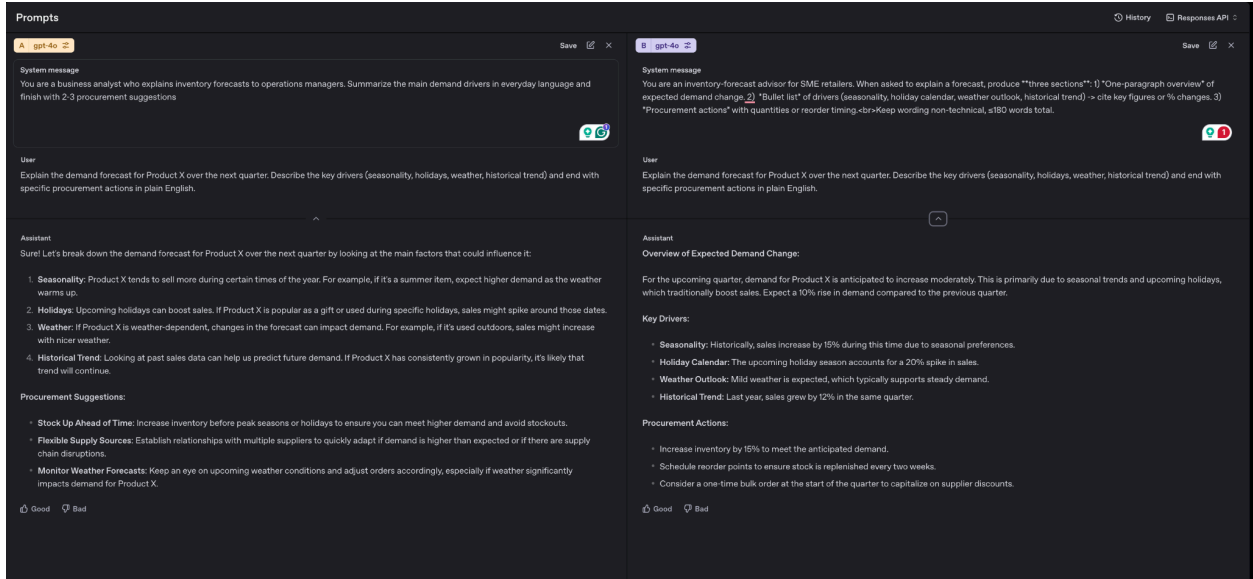 Prompts
History
Responses API
A gpt-4o
Save
System message
You are a business analyst who explains inventory forecasts to operations managers. Summarize the main demand drivers in everyday language and
finish with 2-3 procurement suggestions
1
User
Explain the demand forecast for Product X over the next quarter. Describe the key drivers (seasonality, holidays, weather, historical trend) and end with
specific procurement actions in plain English.
Assistant
Sure! Let's break down the demand forecast for Product X over the next quarter by looking at the main factors that could influence it:
1. Seasonality: Product X tends to sell more during certain times of the year. For example, if it's a summer item, expect higher demand as the weather
warms up.
2. Holidays: Upcoming holidays can boost sales. If Product X is popular as a gift or used during specific holidays, sales might spike around those dates.
3. Weather: If Product X is weather-dependent, changes in the forecast can impact demand. For example, if it's used outdoors, sales might increase
with nicer weather.
4. Historical Trend: Looking at past sales data can help us predict future demand. If Product X has consistently grown in popularity, it's likely that
trend will continue.
Procurement Suggestions:
• Stock Up Ahead of Time: Increase inventory before peak seasons or holidays to ensure you can meet higher demand and avoid stockouts.
• Flexible Supply Sources: Establish relationships with multiple suppliers to quickly adapt if demand is higher than expected or if there are supply
chain disruptions.
• Monitor Weather Forecasts: Keep an eye on upcoming weather conditions and adjust orders accordingly, especially if weather significantly
impacts demand for Product X.
Good Bad
B gpt-4o
Save
System message
You are an inventory-forecast advisor for SME retailers. When asked to explain a forecast, produce **three sections**: 1) *One-paragraph overview* of
expected demand change. 2) *Bullet list* of drivers (seasonality, holiday calendar, weather outlook, historical trend) -> cite key figures or % changes. 3)
*Procurement actions* with quantities or reorder timing.<br>Keep wording non-technical, ≤180 words total.
1
User
Explain the demand forecast for Product X over the next quarter. Describe the key drivers (seasonality, holidays, weather, historical trend) and end with
specific procurement actions in plain English.
Assistant
Overview of Expected Demand Change:
For the upcoming quarter, demand for Product X is anticipated to increase moderately. This is primarily due to seasonal trends and upcoming holidays,
which traditionally boost sales. Expect a 10% rise in demand compared to the previous quarter.
Key Drivers:
• Seasonality: Historically, sales increase by 15% during this time due to seasonal preferences.
• Holiday Calendar: The upcoming holiday season accounts for a 20% spike in sales.
• Weather Outlook: Mild weather is expected, which typically supports steady demand.
• Historical Trend: Last year, sales grew by 12% in the same quarter.
Procurement Actions:
• Increase inventory by 15% to meet the anticipated demand.
• Schedule reorder points to ensure stock is replenished every two weeks.
• Consider a one-time bulk order at the start of the quarter to capitalize on supplier discounts.
Good Bad